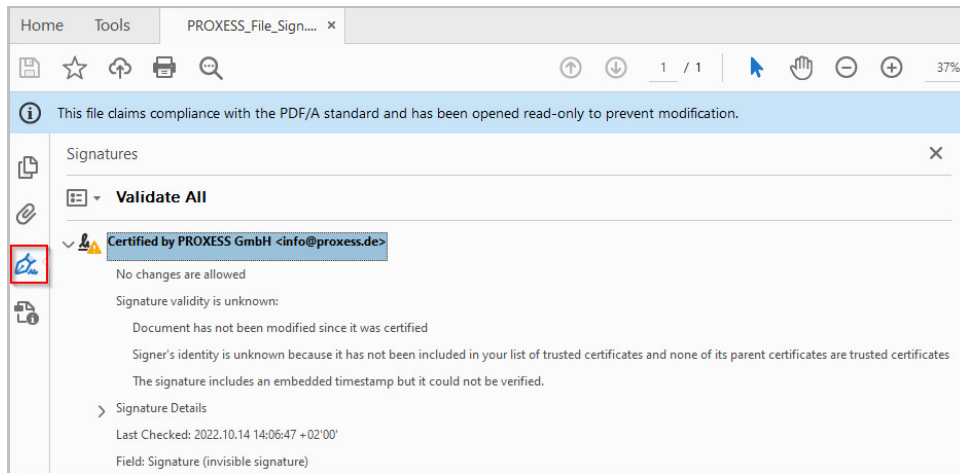 Home Tools PROXESS_File_Sign.... ×
1 / 1 37%
This file claims compliance with the PDF/A standard and has been opened read-only to prevent modification.
Signatures
Validate All
Certified by PROXESS GmbH <info@proxess.de>
No changes are allowed
Signature validity is unknown:
Document has not been modified since it was certified
Signer's identity is unknown because it has not been included in your list of trusted certificates and none of its parent certificates are trusted certificates
The signature includes an embedded timestamp but it could not be verified.
Signature Details
Last Checked: 2022.10.14 14:06:47 +02'00'
Field: Signature (invisible signature)